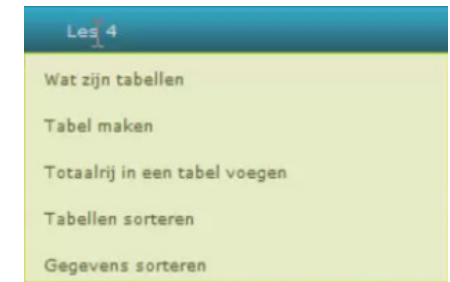 Les 4
Wat zijn tabellen
Tabel maken
Totaalrij in een tabel voegen
Tabellen sorteren
Gegevens sorteren